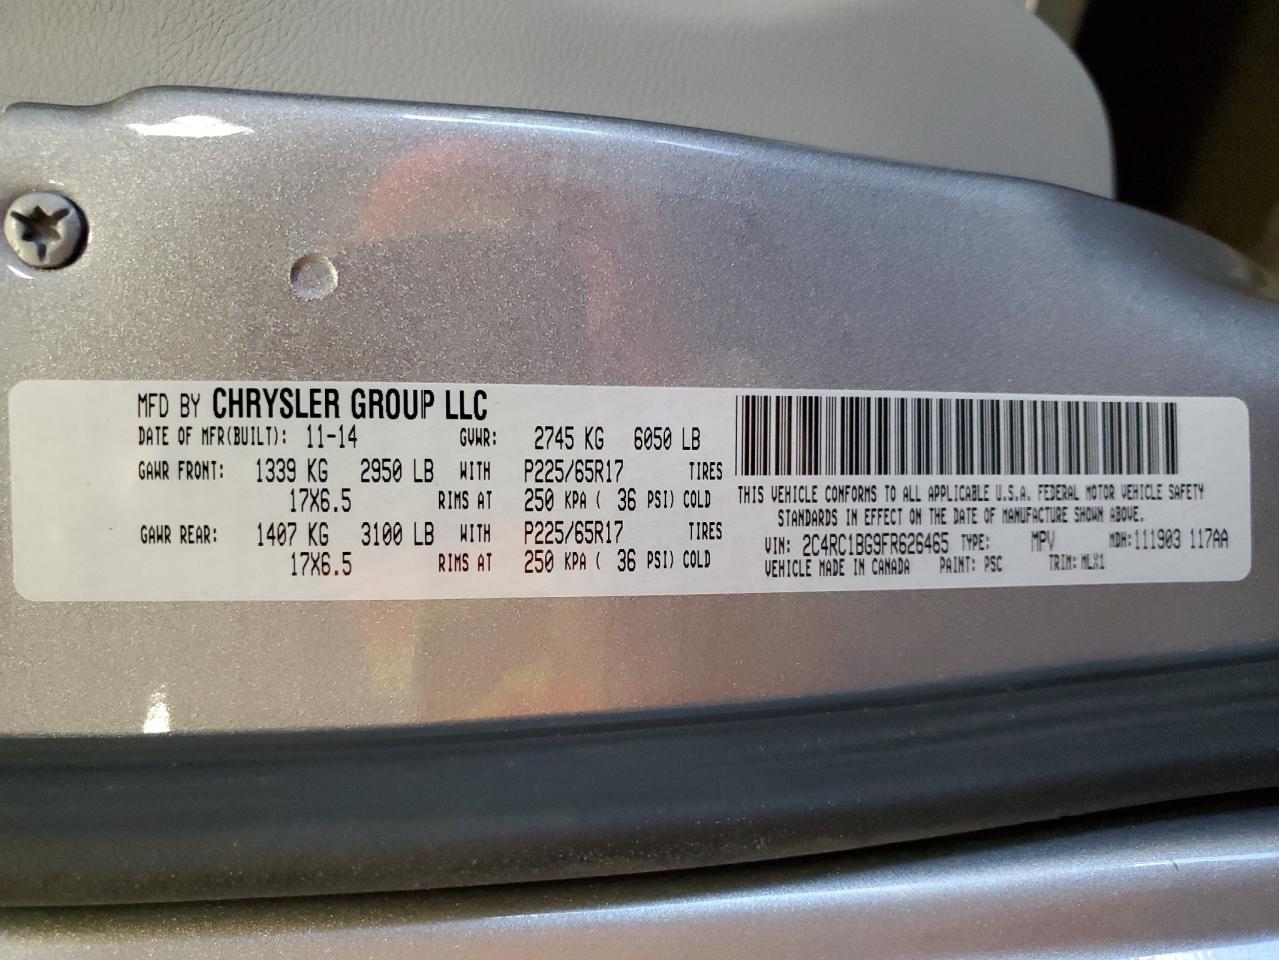 MFD BY CHRYSLER GROUP LLC
DATE OF MFR(BUILT): 11-14 GVWR: 2745 KG 6050 LB
GAWR FRONT: 1339 KG 2950 LB WITH P225/65R17 TIRES
17X6.5 RIMS AT 250 KPA ( 36 PSI) COLD
GAWR REAR: 1407 KG 3100 LB WITH P225/65R17 TIRES
17X6.5 RIMS AT 250 KPA ( 36 PSI) COLD
THIS VEHICLE CONFORMS TO ALL APPLICABLE U.S.A. FEDERAL MOTOR VEHICLE SAFETY
STANDARDS IN EFFECT ON THE DATE OF MANUFACTURE SHOWN ABOVE.
VIN: 2C4RC1BG9FR626465 TYPE: MPV MDH:111903 117AA
VEHICLE MADE IN CANADA PAINT: PSC TRIM: MLX1